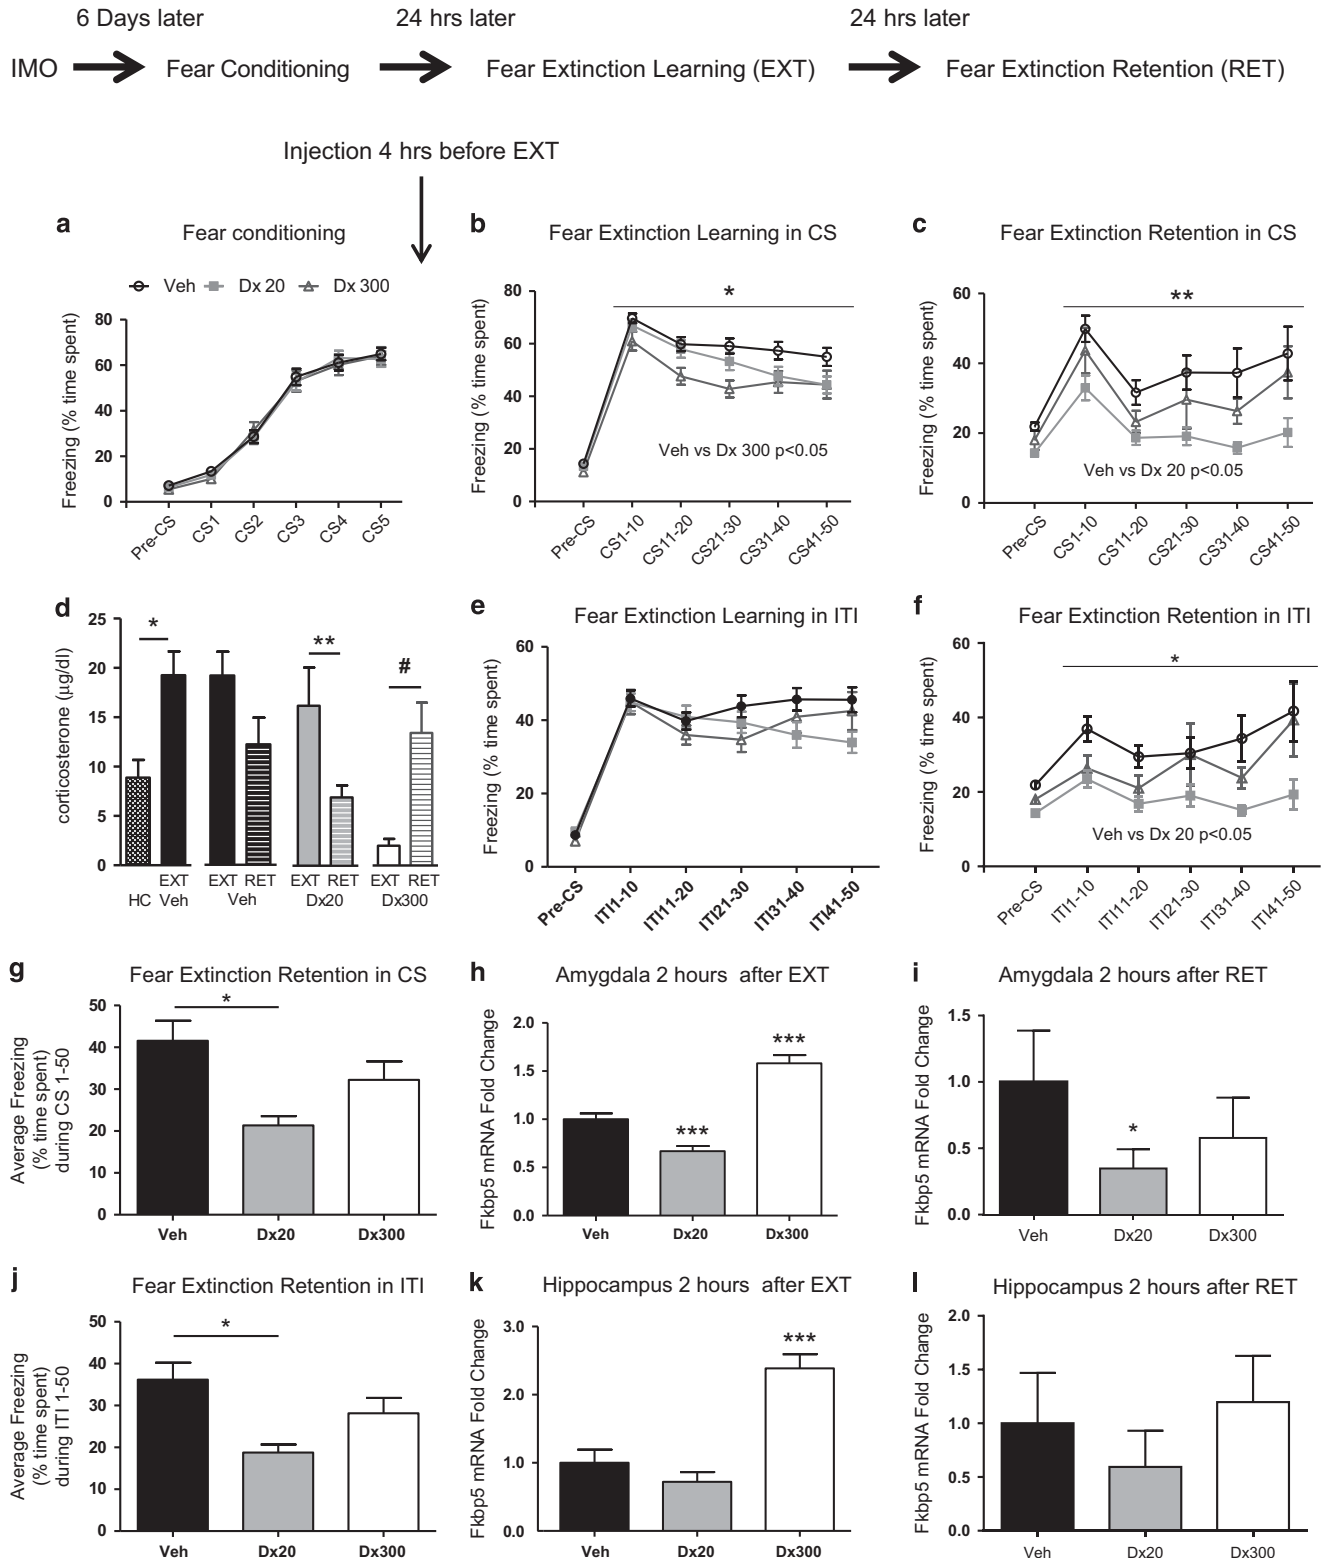 6 Days later
24 hrs later
24 hrs later
IMO
Fear Conditioning
Fear Extinction Learning (EXT)
Fear Extinction Retention (RET)
Injection 4 hrs before EXT
a
Fear conditioning
Veh
Dx 20
Dx 300
Freezing (% time spent)
80
60
40
20
0
Pre-CS
CS1
CS2
CS3
CS4
CS5
b
Fear Extinction Learning in CS
Freezing (% time spent)
80
60
40
20
0
*
Veh vs Dx 300 p<0.05
Pre-CS
CS1-10
CS11-20
CS21-30
CS31-40
CS41-50
c
Fear Extinction Retention in CS
Freezing (% time spent)
60
40
20
0
**
Veh vs Dx 20 p<0.05
Pre-CS
CS1-10
CS11-20
CS21-30
CS31-40
CS41-50
d
corticosterone (µg/dl)
25
20
15
10
5
0
*
**
#
EXT
EXT RET
EXT RET
EXT RET
HC Veh
Veh
Dx20
Dx300
e
Fear Extinction Learning in ITI
Freezing (% time spent)
60
40
20
0
Pre-CS
ITI1-10
ITI11-20
ITI21-30
ITI31-40
ITI41-50
f
Fear Extinction Retention in ITI
Freezing (% time spent)
60
40
20
0
*
Veh vs Dx 20 p<0.05
Pre-CS
ITI1-10
ITI11-20
ITI21-30
ITI31-40
ITI41-50
g
Fear Extinction Retention in CS
Average Freezing
(% time spent)
during CS 1-50
50
40
30
20
10
0
*
Veh
Dx20
Dx300
h
Amygdala 2 hours after EXT
Fkbp5 mRNA Fold Change
2.0
1.5
1.0
0.5
0.0
***
***
Veh
Dx20
Dx300
i
Amygdala 2 hours after RET
Fkbp5 mRNA Fold Change
1.5
1.0
0.5
0.0
*
Veh
Dx20
Dx300
j
Fear Extinction Retention in ITI
Average Freezing
(% time spent)
during ITI 1-50
50
40
30
20
10
0
*
Veh
Dx20
Dx300
k
Hippocampus 2 hours after EXT
Fkbp5 mRNA Fold Change
3.0
2.0
1.0
0.0
***
Veh
Dx20
Dx300
l
Hippocampus 2 hours after RET
Fkbp5 mRNA Fold Change
2.0
1.5
1.0
0.5
0.0
Veh
Dx20
Dx300